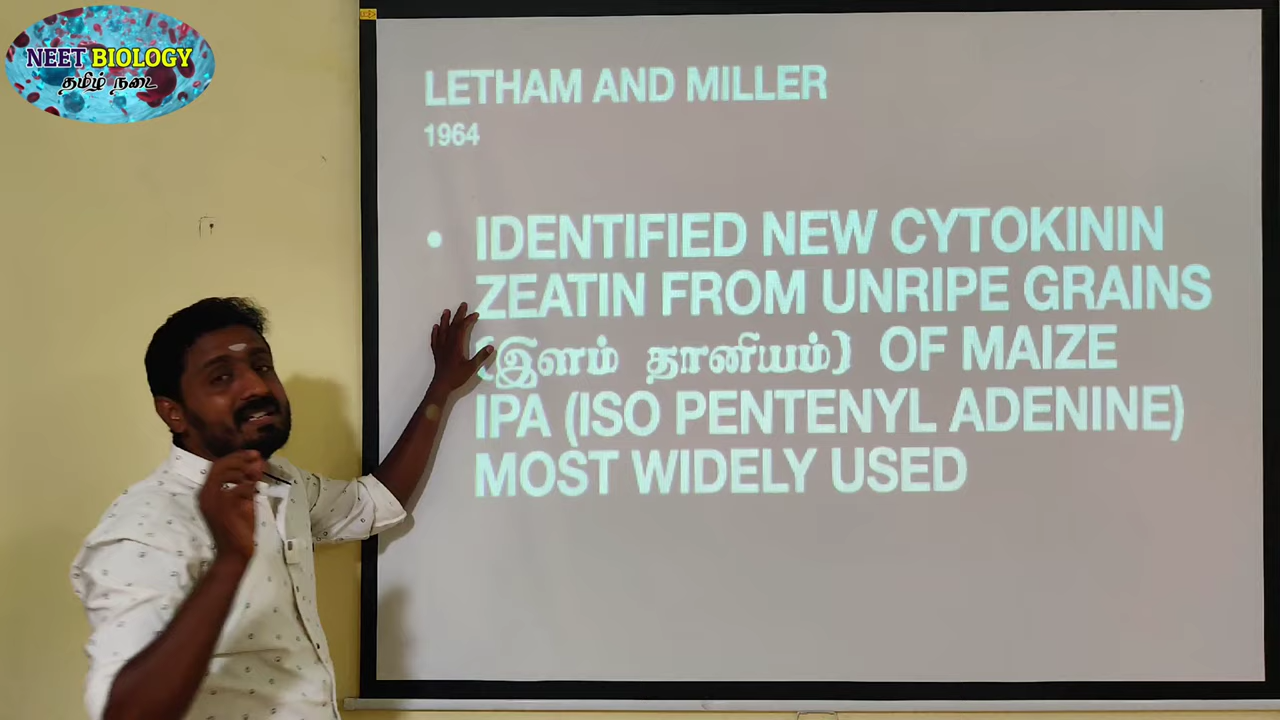 NEET BIOLOGY
தமிழ் நடை
LETHAM AND MILLER
1964
• IDENTIFIED NEW CYTOKININ
ZEATIN FROM UNRIPE GRAINS
(இளம் தானியம்) OF MAIZE
IPA (ISO PENTENYL ADENINE)
MOST WIDELY USED